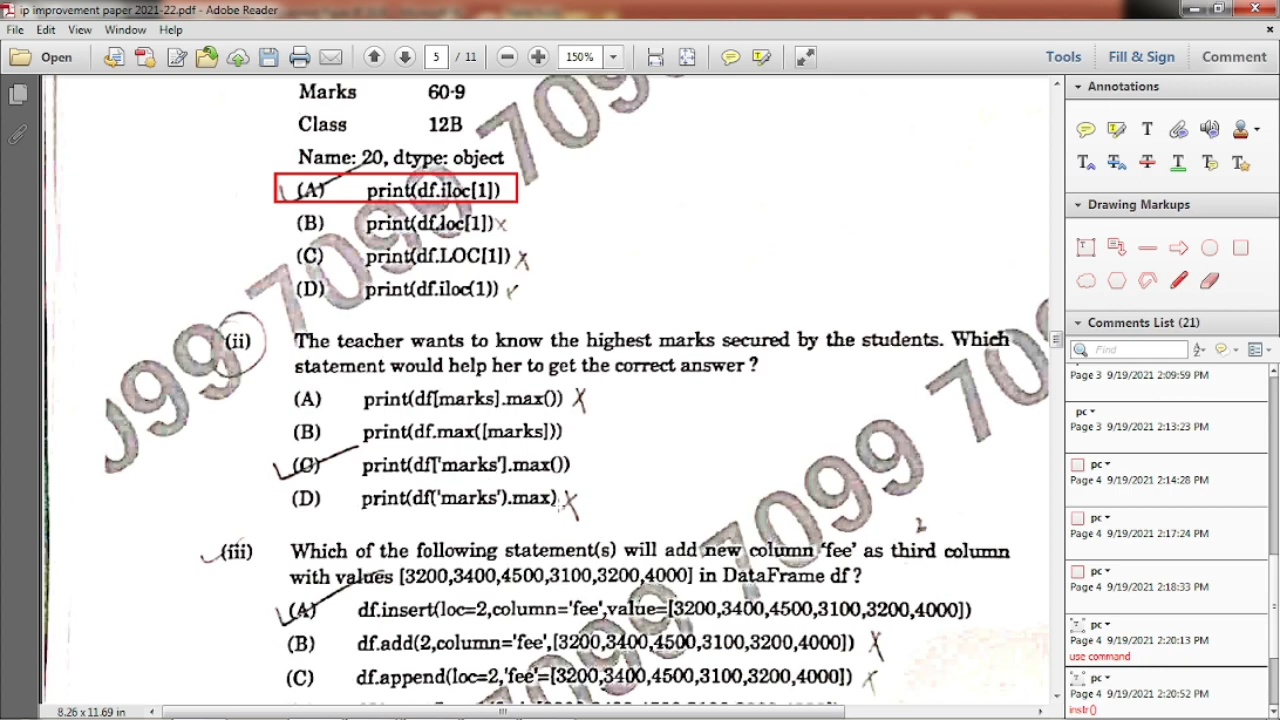 ip improvement paper 2021-22.pdf - Adobe Reader
File Edit View Window Help
Open 5 / 11 150% Tools Fill & Sign Comment
Marks 60·9
Class 12B
Name: 20, dtype: object
(A) print(df.iloc[1])
(B) print(df.loc[1])
(C) print(df.LOC[1])
(D) print(df.iloc(1))
(ii) The teacher wants to know the highest marks secured by the students. Which
statement would help her to get the correct answer ?
(A) print(df[marks].max())
(B) print(df.max([marks]))
(C) print(df['marks'].max())
(D) print(df('marks').max)
(iii) Which of the following statement(s) will add new column 'fee' as third column
with values [3200,3400,4500,3100,3200,4000] in DataFrame df ?
(A) df.insert(loc=2,column='fee',value=[3200,3400,4500,3100,3200,4000])
(B) df.add(2,column='fee',[3200,3400,4500,3100,3200,4000])
(C) df.append(loc=2,'fee'=[3200,3400,4500,3100,3200,4000])
7099 7099
7099 7099
2
8.26 x 11.69 in
Annotations
Drawing Markups
Comments List (21)
Find
Page 3 9/19/2021 2:09:59 PM
pc
Page 3 9/19/2021 2:13:23 PM
pc
Page 4 9/19/2021 2:14:28 PM
pc
Page 4 9/19/2021 2:17:24 PM
pc
Page 4 9/19/2021 2:18:33 PM
pc
Page 4 9/19/2021 2:20:13 PM
use command
pc
Page 4 9/19/2021 2:20:52 PM
instr()